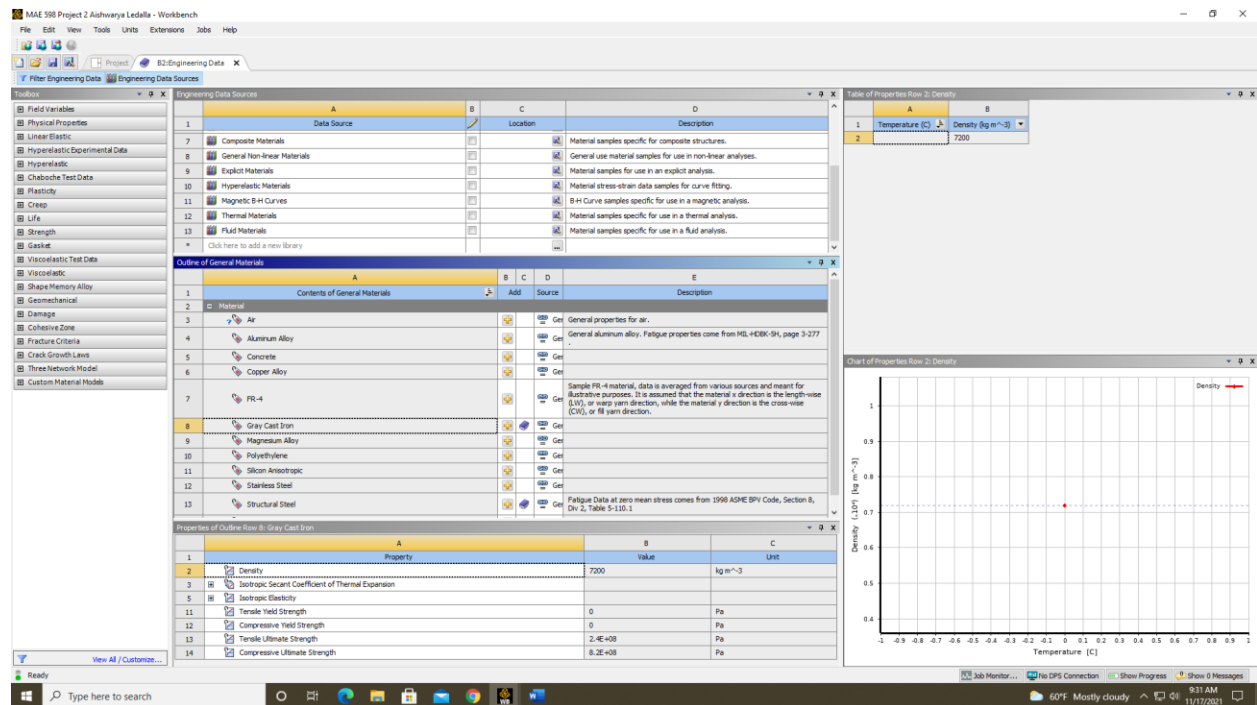 MAE 598 Project 2 Aishwarya Ledalla - Workbench
File Edit View Tools Units Extensions Jobs Help
Project B2:Engineering Data
Filter Engineering Data Engineering Data Sources
Toolbox
Field Variables
Physical Properties
Linear Elastic
Hyperelastic Experimental Data
Hyperelastic
Chaboche Test Data
Plasticity
Creep
Life
Strength
Gasket
Viscoelastic Test Data
Viscoelastic
Shape Memory Alloy
Geomechanical
Damage
Cohesive Zone
Fracture Criteria
Crack Growth Laws
Three Network Model
Custom Material Models
View All / Customize...
Engineering Data Sources
A B C D
1 Data Source Location Description
7 Composite Materials Material samples specific for composite structures.
8 General Non-linear Materials General use material samples for use in non-linear analyses.
9 Explicit Materials Material samples for use in an explicit analysis.
10 Hyperelastic Materials Material stress-strain data samples for curve fitting.
11 Magnetic B-H Curves B-H Curve samples specific for use in a magnetic analysis.
12 Thermal Materials Material samples specific for use in a thermal analysis.
13 Fluid Materials Material samples specific for use in a fluid analysis.
* Click here to add a new library ...
Outline of General Materials
A B C D E
1 Contents of General Materials Add Source Description
2 Material
3 ? Air Ger General properties for air.
4 Aluminum Alloy Ger General aluminum alloy. Fatigue properties come from MIL-HDBK-5H, page 3-277
.
5 Concrete Ger
6 Copper Alloy Ger
7 FR-4 Ger Sample FR-4 material, data is averaged from various sources and meant for
illustrative purposes. It is assumed that the material x direction is the length-wise
(LW), or warp yarn direction, while the material y direction is the cross-wise
(CW), or fill yarn direction.
8 Gray Cast Iron Ger
9 Magnesium Alloy Ger
10 Polyethylene Ger
11 Silicon Anisotropic Ger
12 Stainless Steel Ger
13 Structural Steel Ger Fatigue Data at zero mean stress comes from 1998 ASME BPV Code, Section 8,
Div 2, Table 5-110.1
Properties of Outline Row 8: Gray Cast Iron
A B C
1 Property Value Unit
2 Density 7200 kg m^-3
3 Isotropic Secant Coefficient of Thermal Expansion
5 Isotropic Elasticity
11 Tensile Yield Strength 0 Pa
12 Compressive Yield Strength 0 Pa
13 Tensile Ultimate Strength 2.4E+08 Pa
14 Compressive Ultimate Strength 8.2E+08 Pa
Table of Properties Row 2: Density
A B
1 Temperature (C) Density (kg m^-3)
2 7200
Chart of Properties Row 2: Density
Density
1
0.9
0.8
0.7
0.6
0.5
0.4
Density (.10⁴) [kg m^-3]
-1 -0.9 -0.8 -0.7 -0.6 -0.5 -0.4 -0.3 -0.2 -0.1 0 0.1 0.2 0.3 0.4 0.5 0.6 0.7 0.8 0.9 1
Temperature [C]
Ready
Job Monitor... No DPS Connection Show Progress Show 0 Messages
Type here to search
WB
60°F Mostly cloudy
9:31 AM
11/17/2021